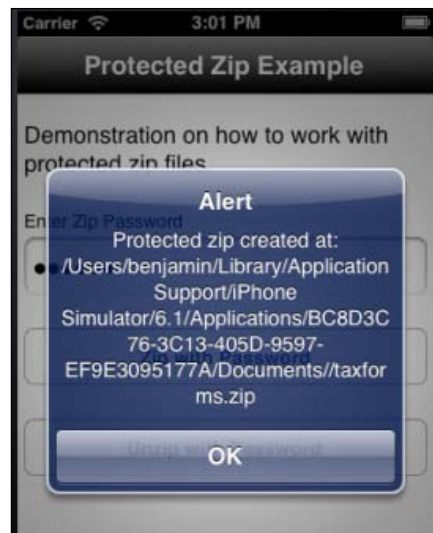 Carrier 3:01 PM
Protected Zip Example
Demonstration on how to work with
protected zip files
Enter Zip Password
Alert
Protected zip created at:
/Users/benjamin/Library/Application
Support/iPhone
Simulator/6.1/Applications/BC8D3C
76-3C13-405D-9597-
EF9E3095177A/Documents//taxfor
ms.zip
Zip with Password
Unzip with Password
OK